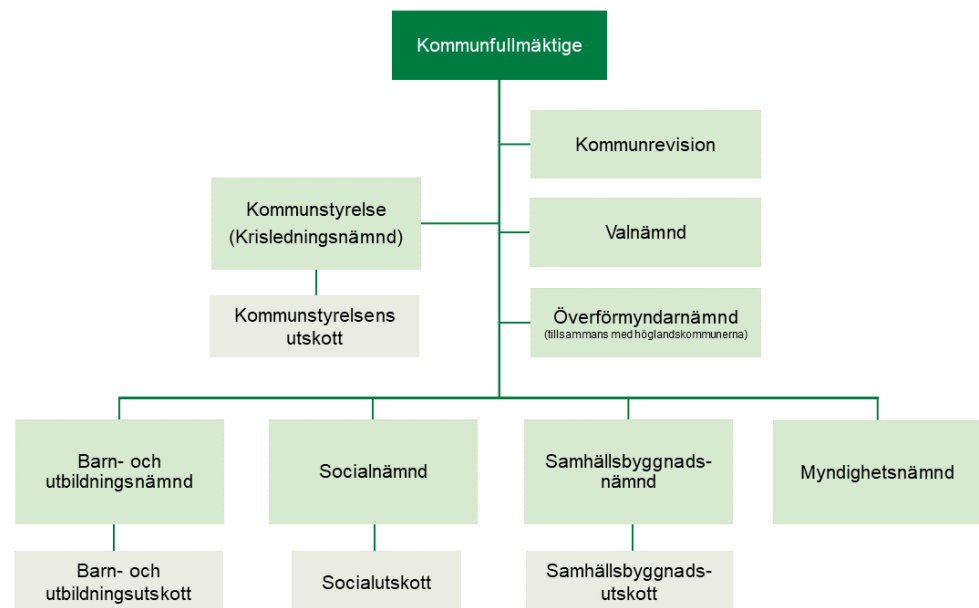 Kommunfullmäktige
Kommunrevision
Kommunstyrelse
(Krisledningsnämnd)
Valnämnd
Kommunstyrelsens
utskott
Överförmyndarnämnd
(tillsammans med höglandskommunerna)
Barn- och
utbildningsnämnd
Socialnämnd
Samhällsbyggnads-
nämnd
Myndighetsnämnd
Barn- och
utbildningsutskott
Socialutskott
Samhällsbyggnads-
utskott